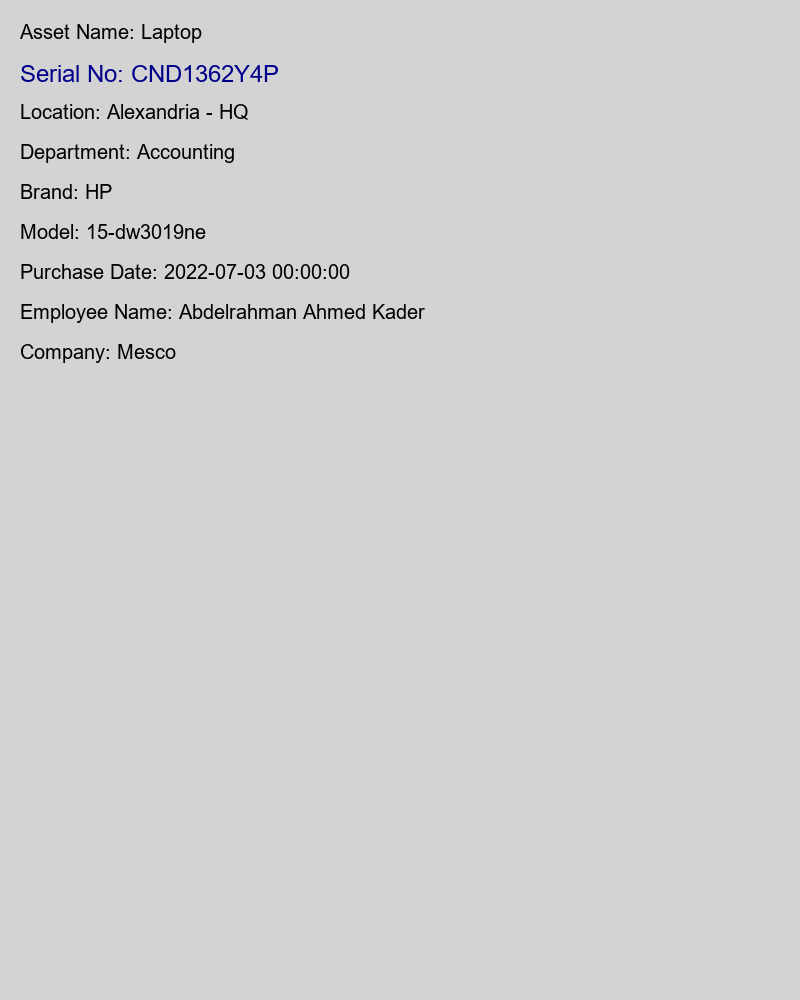 Asset Name: Laptop
Serial No: CND1362Y4P
Location: Alexandria - HQ
Department: Accounting
Brand: HP
Model: 15-dw3019ne
Purchase Date: 2022-07-03 00:00:00
Employee Name: Abdelrahman Ahmed Kader
Company: Mesco